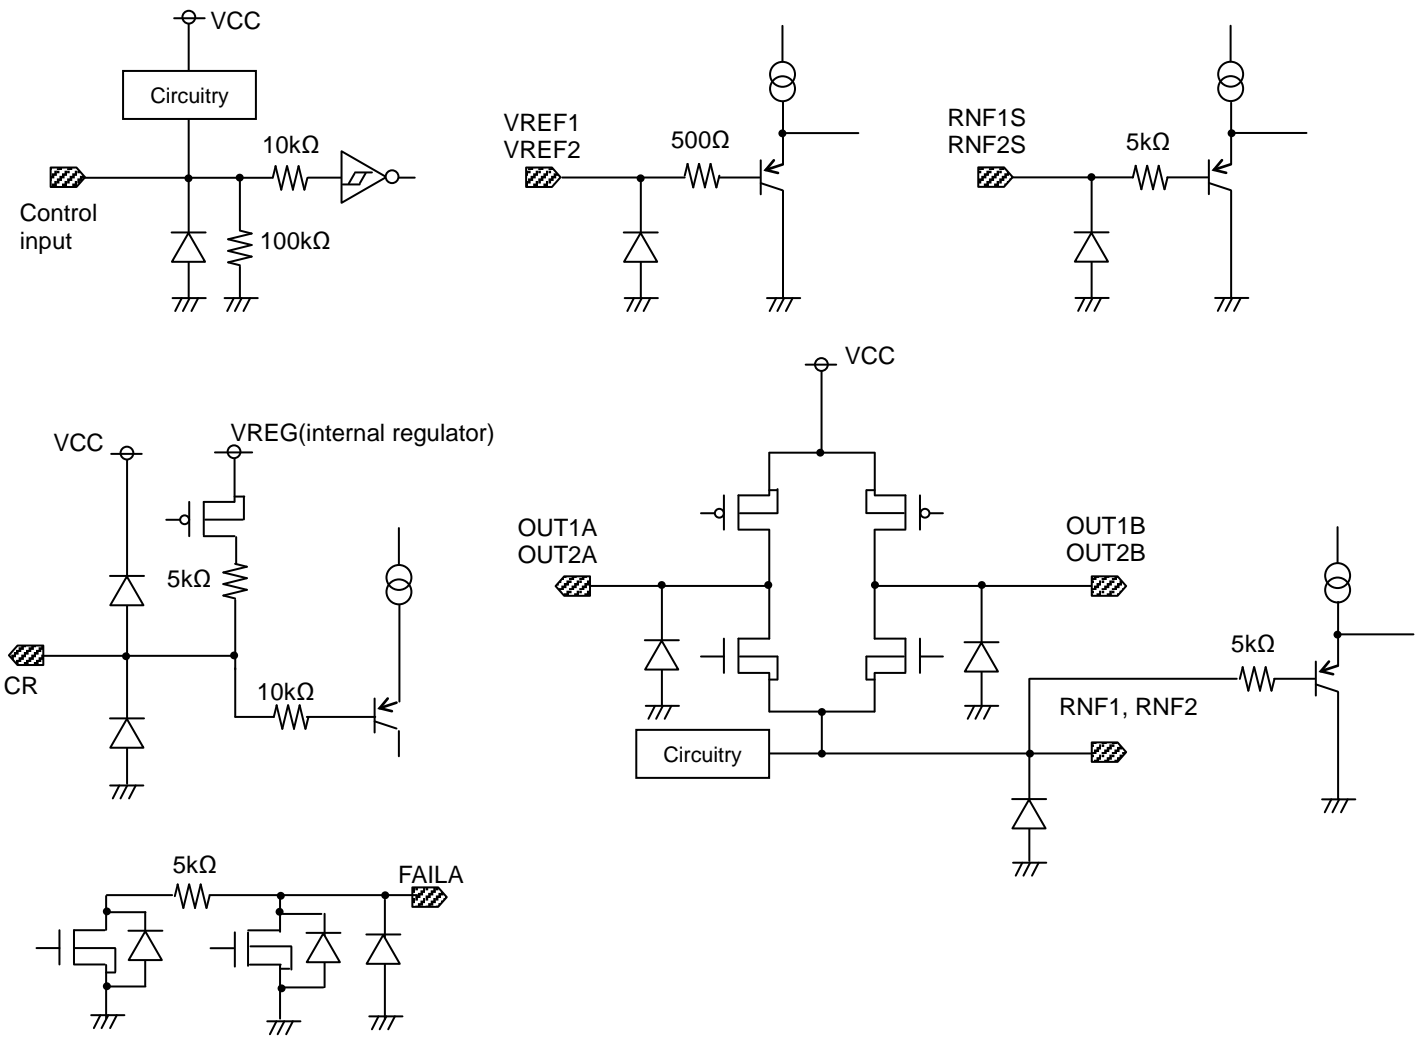 VCC
Circuitry
10kΩ
Control
input
100kΩ
VREF1
VREF2
500Ω
RNF1S
RNF2S
5kΩ
VCC
VREG(internal regulator)
5kΩ
CR
10kΩ
VCC
OUT1A
OUT2A
OUT1B
OUT2B
5kΩ
RNF1, RNF2
Circuitry
5kΩ
FAILA